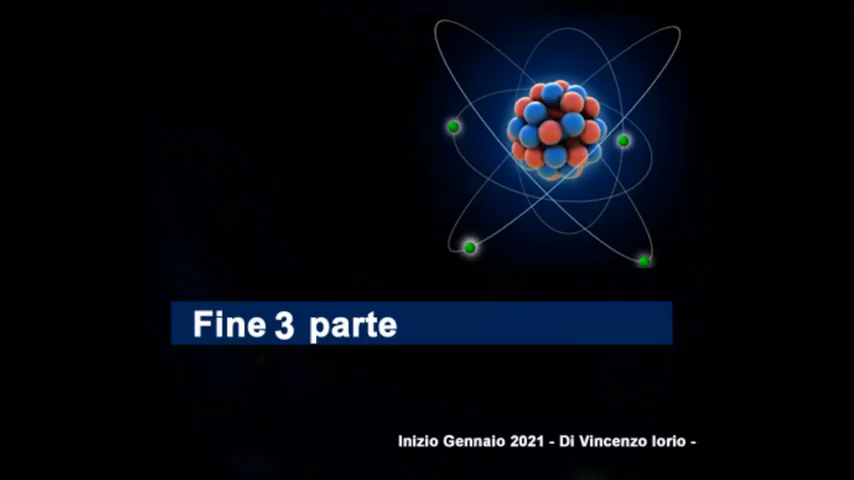 Fine 3 parte
Inizio Gennaio 2021 - Di Vincenzo Iorio -